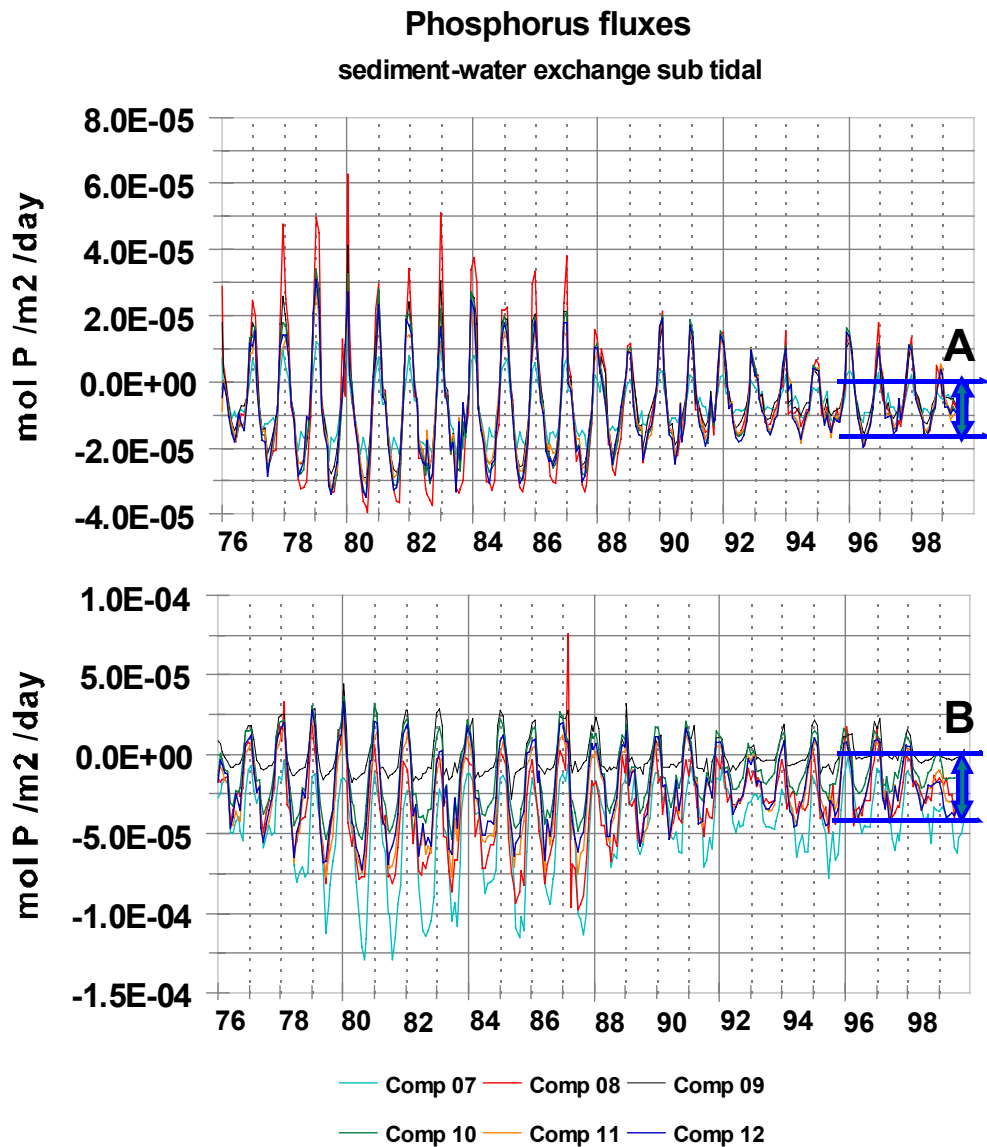 Phosphorus fluxes
sediment-water exchange sub tidal
mol P /m2 /day
8.0E-05
6.0E-05
4.0E-05
2.0E-05
0.0E+00
-2.0E-05
-4.0E-05
A
76 78 80 82 84 86 88 90 92 94 96 98
mol P /m2 /day
1.0E-04
5.0E-05
0.0E+00
-5.0E-05
-1.0E-04
-1.5E-04
B
76 78 80 82 84 86 88 90 92 94 96 98
Comp 07 Comp 08 Comp 09
Comp 10 Comp 11 Comp 12